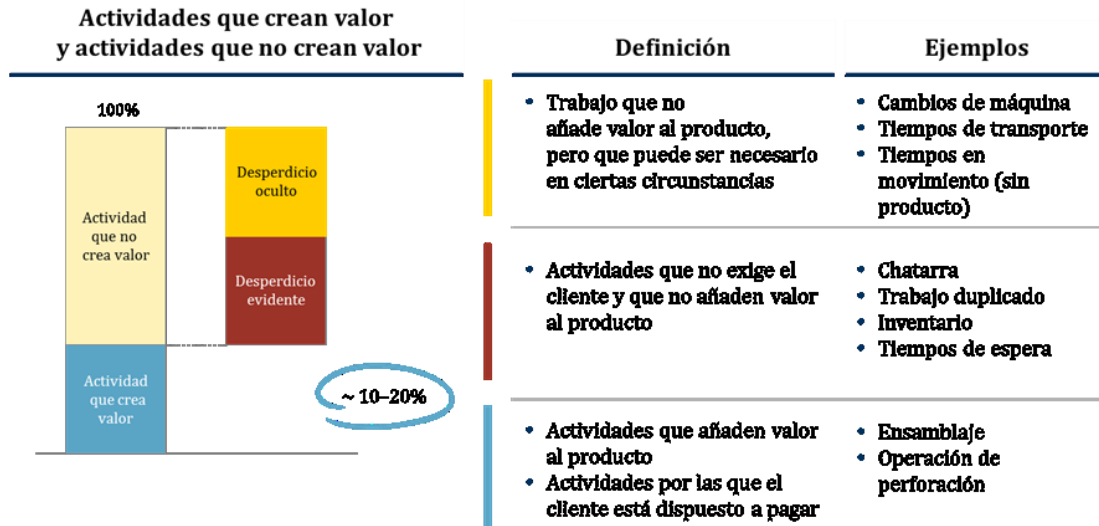 Actividades que crean valor
y actividades que no crean valor
Definición
Ejemplos
100%
Actividad
que no
crea valor
Desperdicio
oculto
Desperdicio
evidente
Actividad
que crea
valor
~ 10–20%
• Trabajo que no
añade valor al producto,
pero que puede ser necesario
en ciertas circunstancias
• Cambios de máquina
• Tiempos de transporte
• Tiempos en
movimiento (sin
producto)
• Actividades que no exige el
cliente y que no añaden valor
al producto
• Chatarra
• Trabajo duplicado
• Inventario
• Tiempos de espera
• Actividades que añaden valor
al producto
• Actividades por las que el
cliente está dispuesto a pagar
• Ensamblaje
• Operación de
perforación